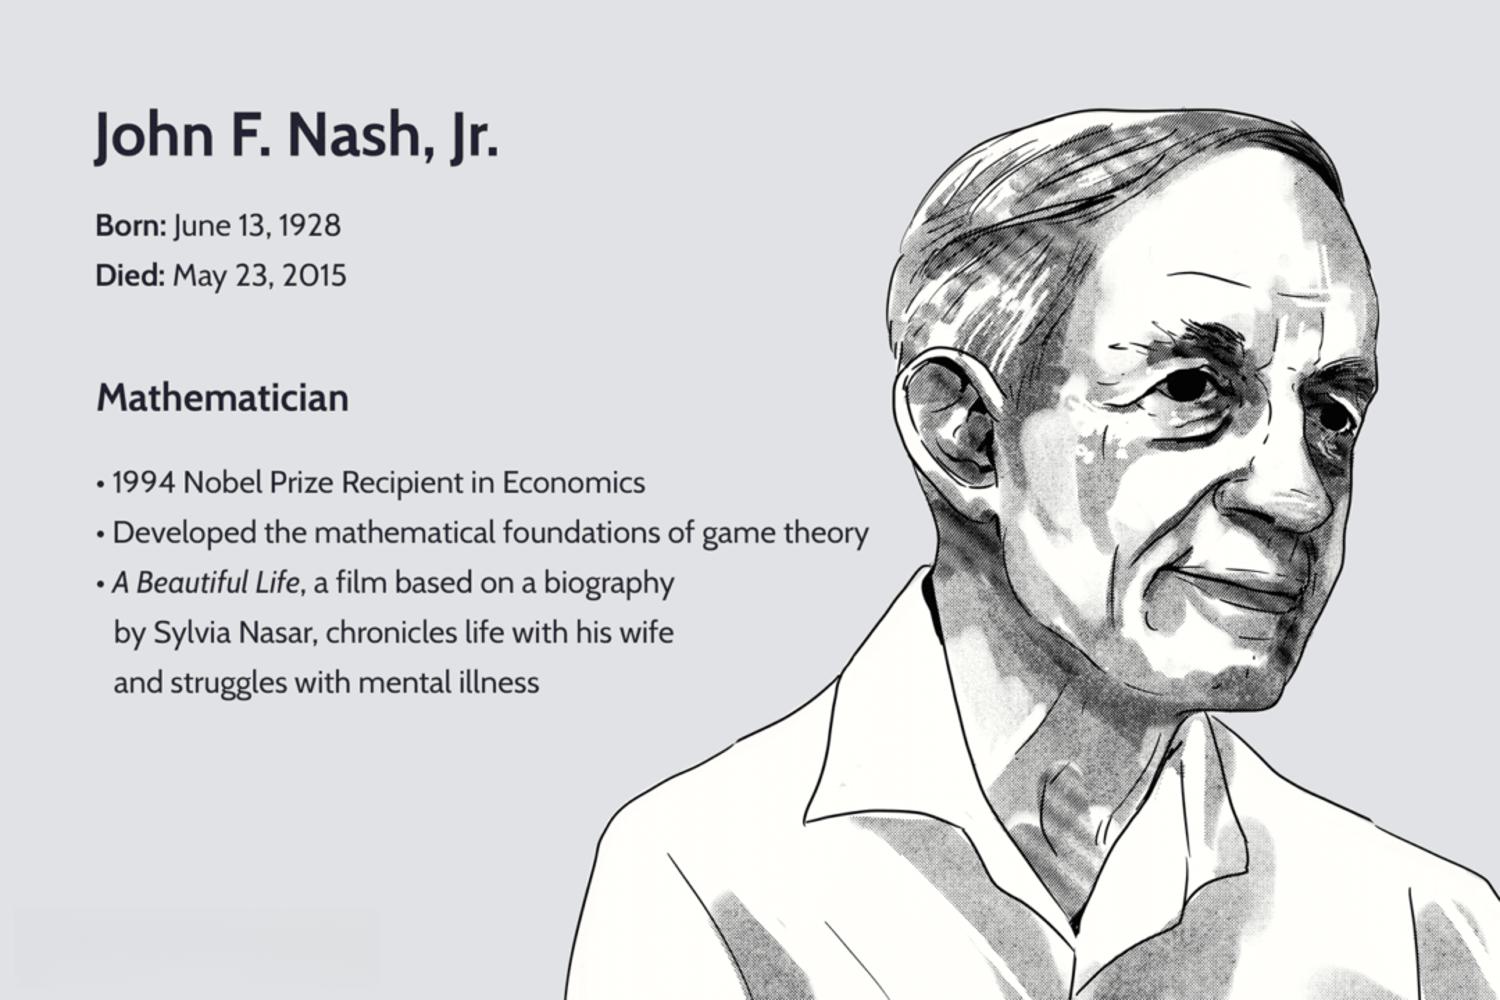 John F. Nash, Jr.
Born: June 13, 1928
Died: May 23, 2015
Mathematician
• 1994 Nobel Prize Recipient in Economics
• Developed the mathematical foundations of game theory
• A Beautiful Life, a film based on a biography
by Sylvia Nasar, chronicles life with his wife
and struggles with mental illness